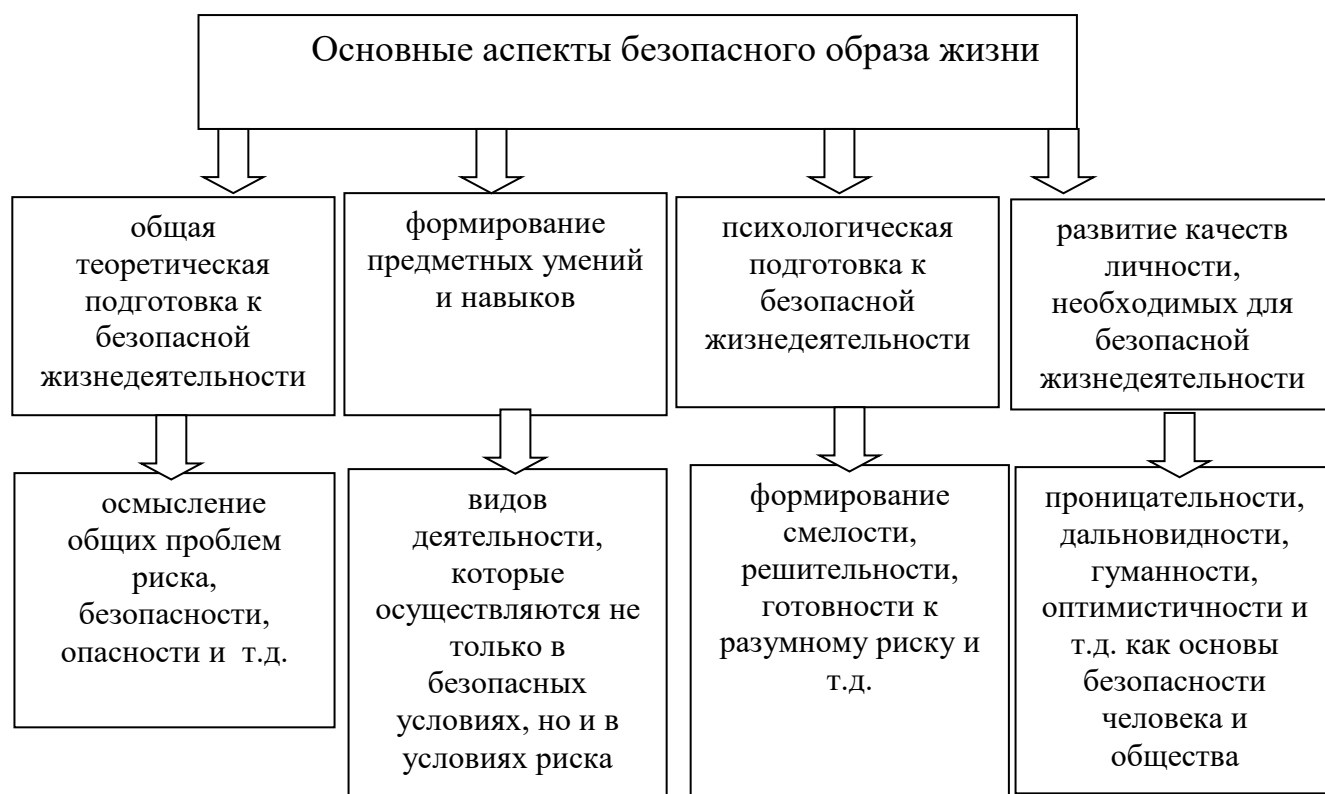 Основные аспекты безопасного образа жизни
общая
теоретическая
подготовка к
безопасной
жизнедеятельности
формирование
предметных умений
и навыков
психологическая
подготовка к
безопасной
жизнедеятельности
развитие качеств
личности,
необходимых для
безопасной
жизнедеятельности
осмысление
общих проблем
риска,
безопасности,
опасности и т.д.
видов
деятельности,
которые
осуществляются не
только в
безопасных
условиях, но и в
условиях риска
формирование
смелости,
решительности,
готовности к
разумному риску и
т.д.
проницательности,
дальновидности,
гуманности,
оптимистичности и
т.д. как основы
безопасности
человека и
общества